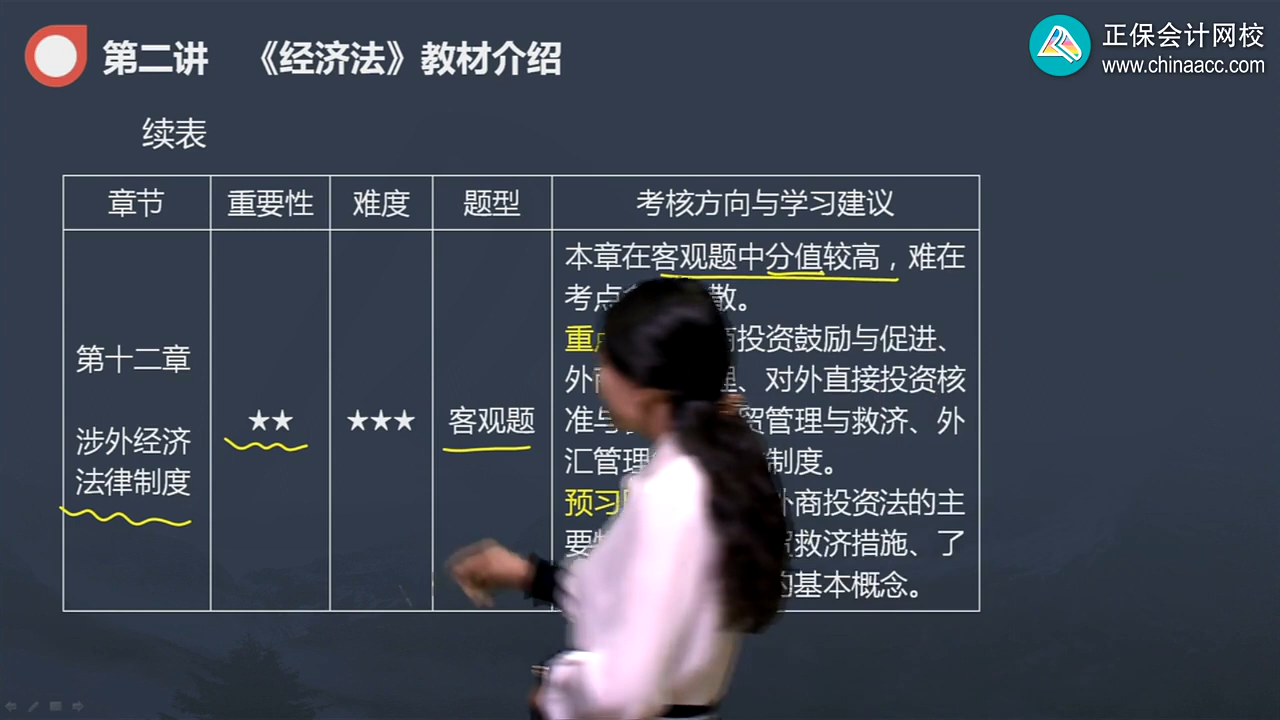 第二讲 《经济法》教材介绍
正保会计网校
www.chinaacc.com
续表
章节 重要性 难度 题型 考核方向与学习建议
第十二章
涉外经济
法律制度
★★
★★★
客观题
本章在客观题中分值较高，难在
考点 散。
重 投资鼓励与促进、
外 、对外直接投资核
准与 管理与救济、外
汇管理 制度。
预习 商投资法的主
要 救济措施、了
的基本概念。